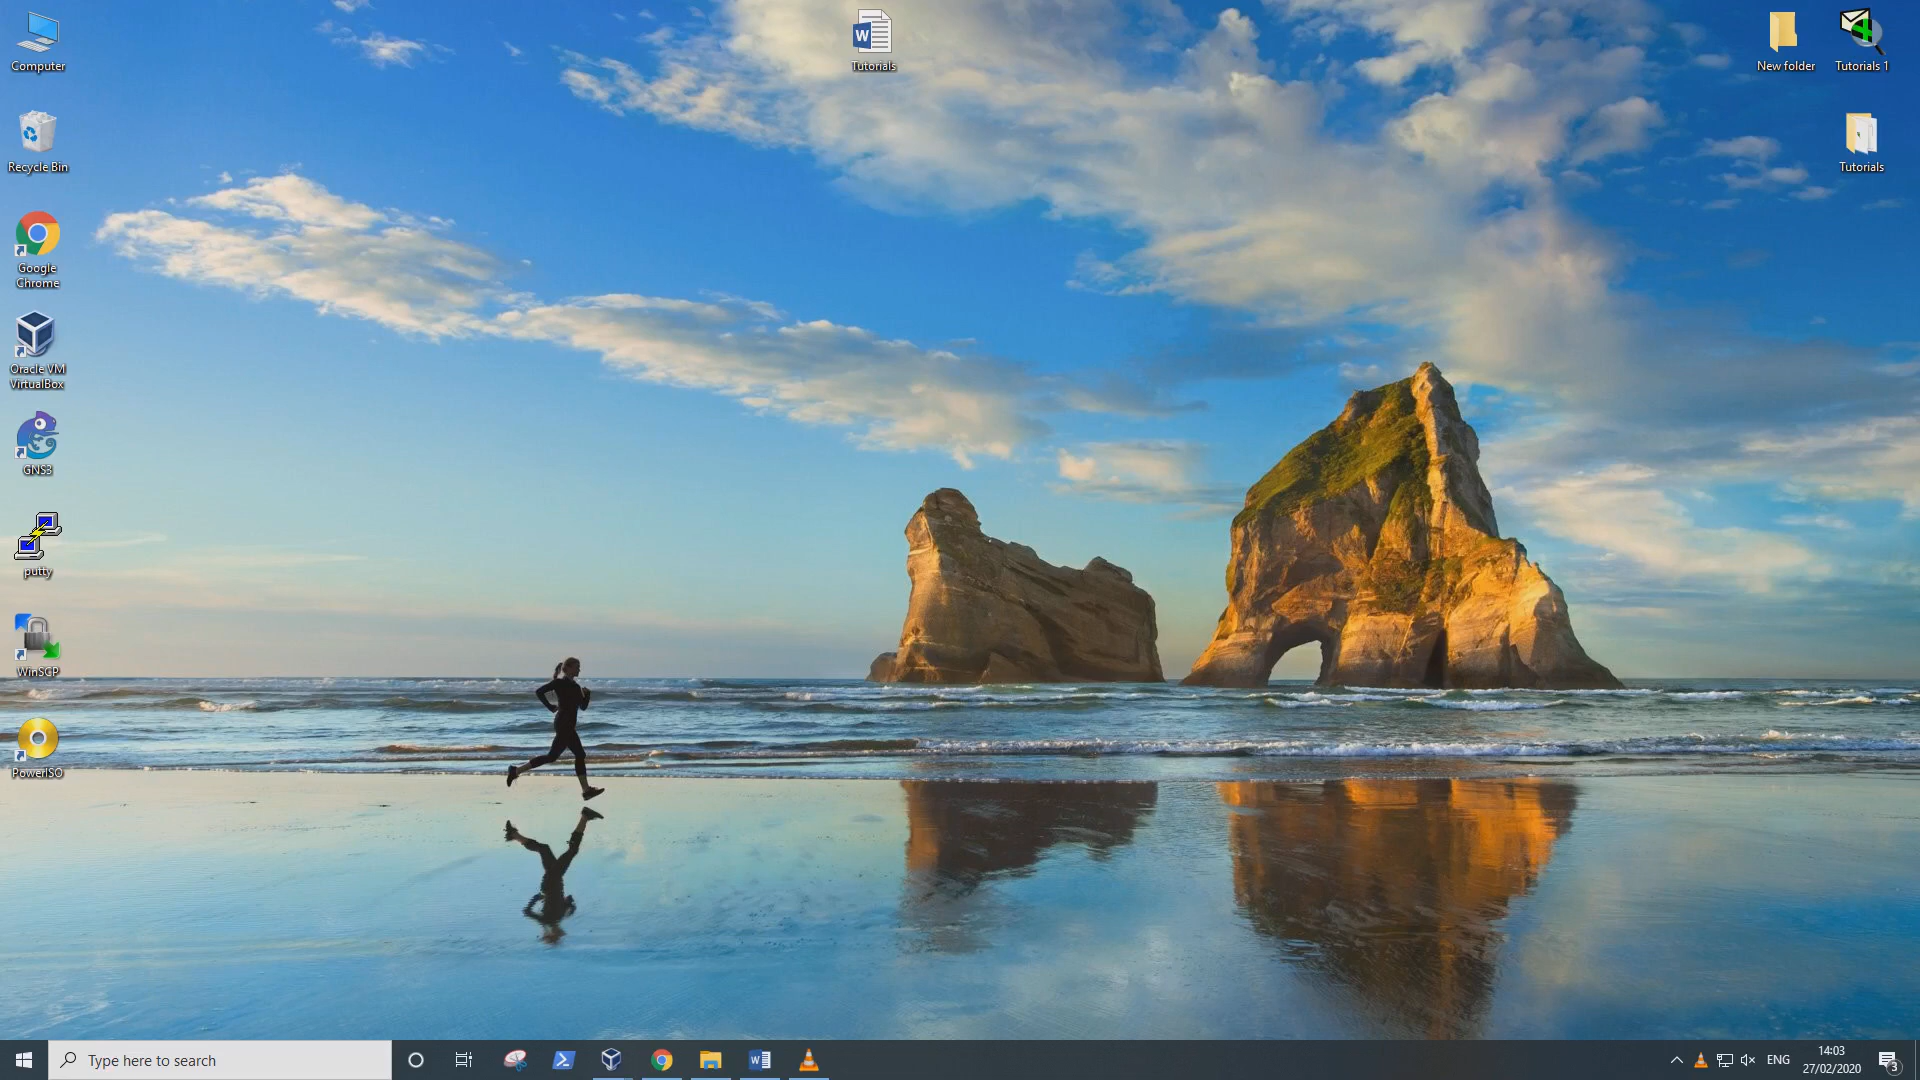 Computer
Recycle Bin
Google
Chrome
Oracle VM
VirtualBox
GNS3
putty
WinSCP
PowerISO
W
Tutorials
New folder
Tutorials 1
Tutorials
Type here to search
W
ENG
14:03
27/02/2020
3